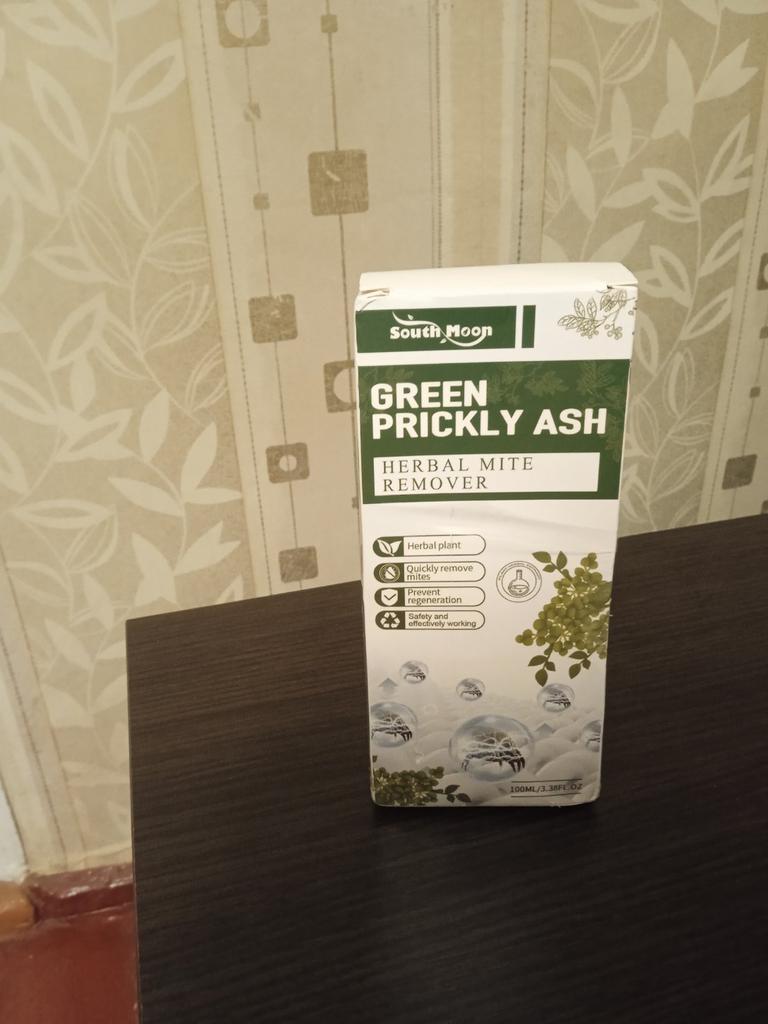 South Moon
GREEN
PRICKLY ASH
HERBAL MITE
REMOVER
Herbal plant
Quickly remove
mites
Prevent
regeneration
Safety and
effectively working
100ML/3.38FL.OZ